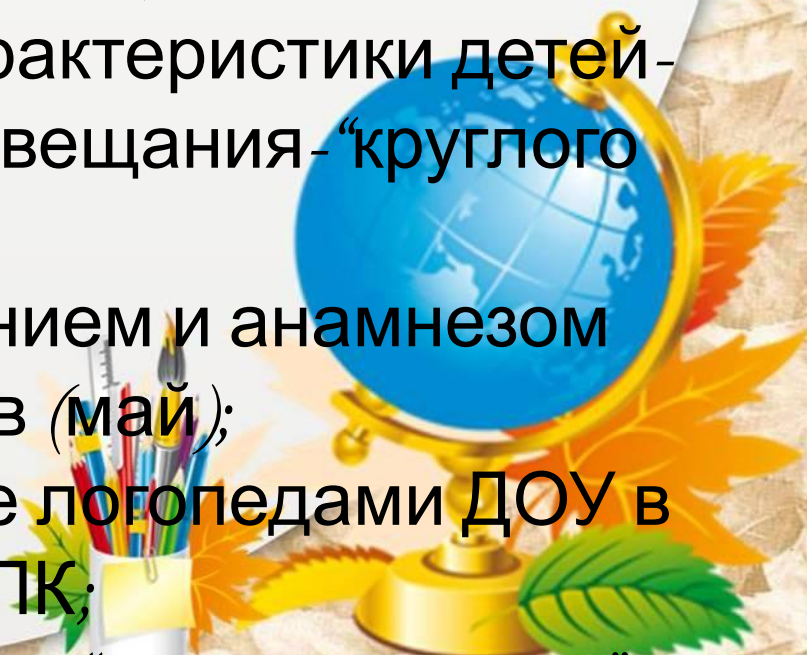 рактеристики детей-
вещания-“круглого
нием и анамнезом
в (май);
е логопедами ДОУ в
ПК;